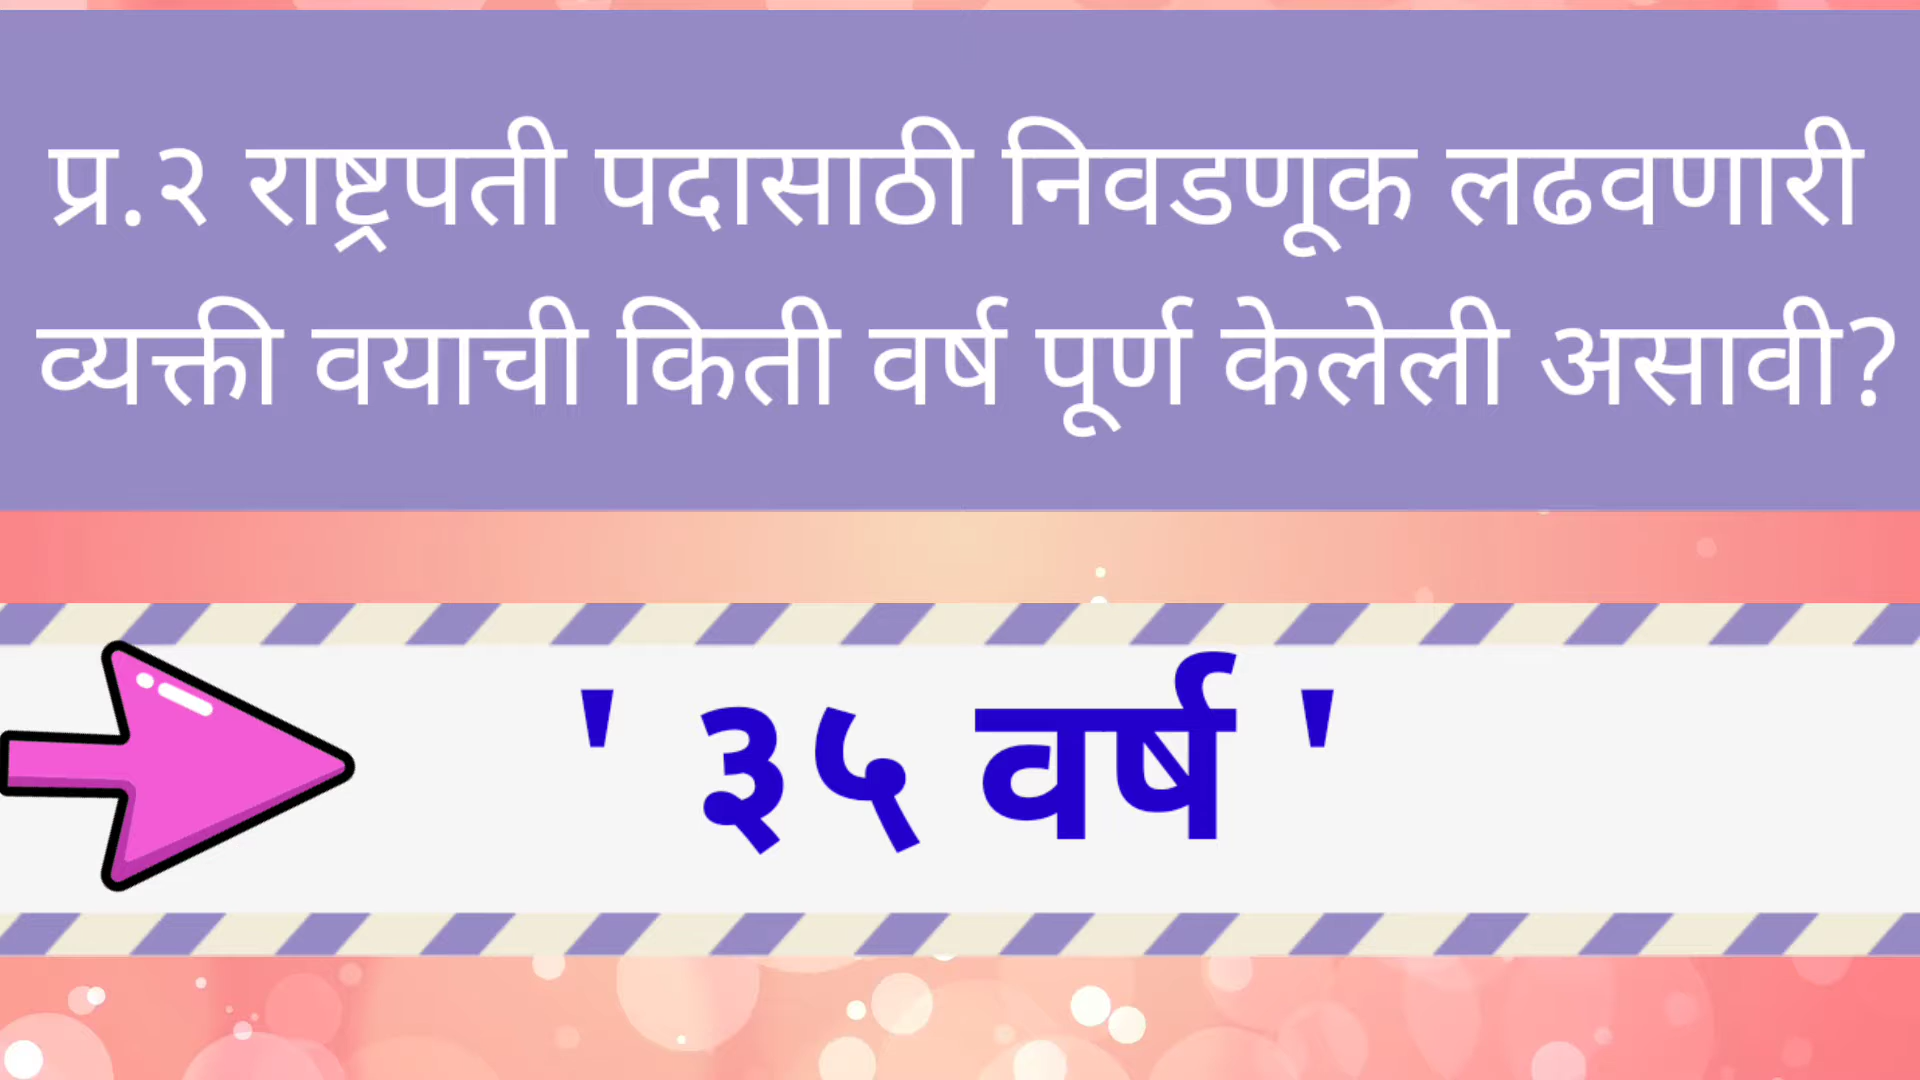 प्र.२ राष्ट्रपती पदासाठी निवडणूक लढवणारी
व्यक्ती वयाची किती वर्ष पूर्ण केलेली असावी?
' ३५ वर्ष '